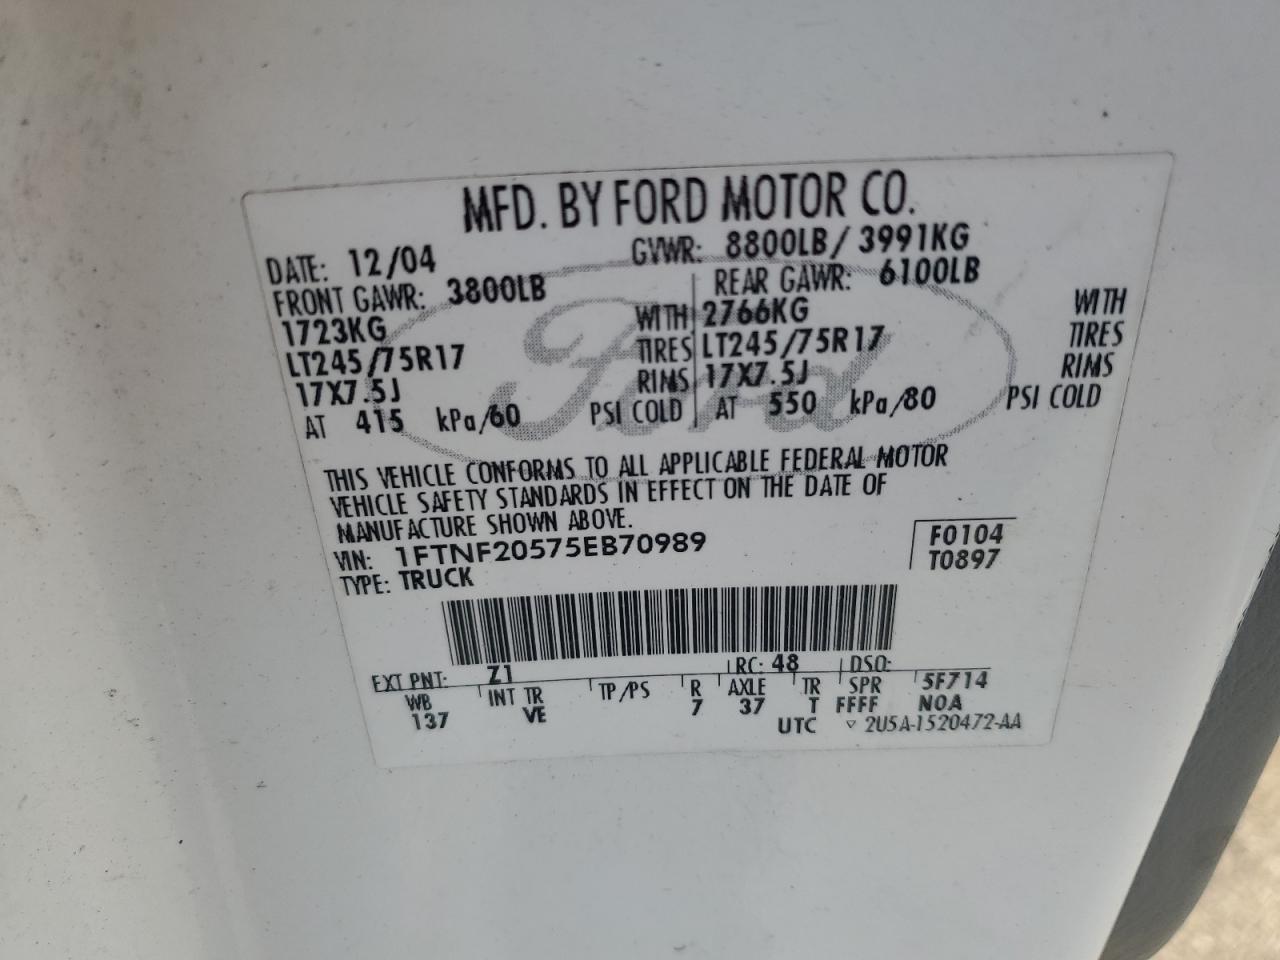 MFD. BY FORD MOTOR CO.
DATE: 12/04 GVWR: 8800LB/ 3991KG
FRONT GAWR: 3800LB REAR GAWR: 6100LB
1723KG WITH 2766KG WITH
LT245/75R17 TIRES LT245/75R17 TIRES
17X7.5J RIMS 17X7.5J RIMS
AT 415 kPa/60 PSI COLD AT 550 kPa/80 PSI COLD
Ford
THIS VEHICLE CONFORMS TO ALL APPLICABLE FEDERAL MOTOR
VEHICLE SAFETY STANDARDS IN EFFECT ON THE DATE OF
MANUFACTURE SHOWN ABOVE.
VIN: 1FTNF20575EB70989 F0104
TYPE: TRUCK T0897
EXT PNT: Z1 RC: 48 DSO:
WB INT TR TP/PS R AXLE TR SPR 5F714
137 VE 7 37 T FFFF NOA
UTC ▽ 2U5A-1520472-AA